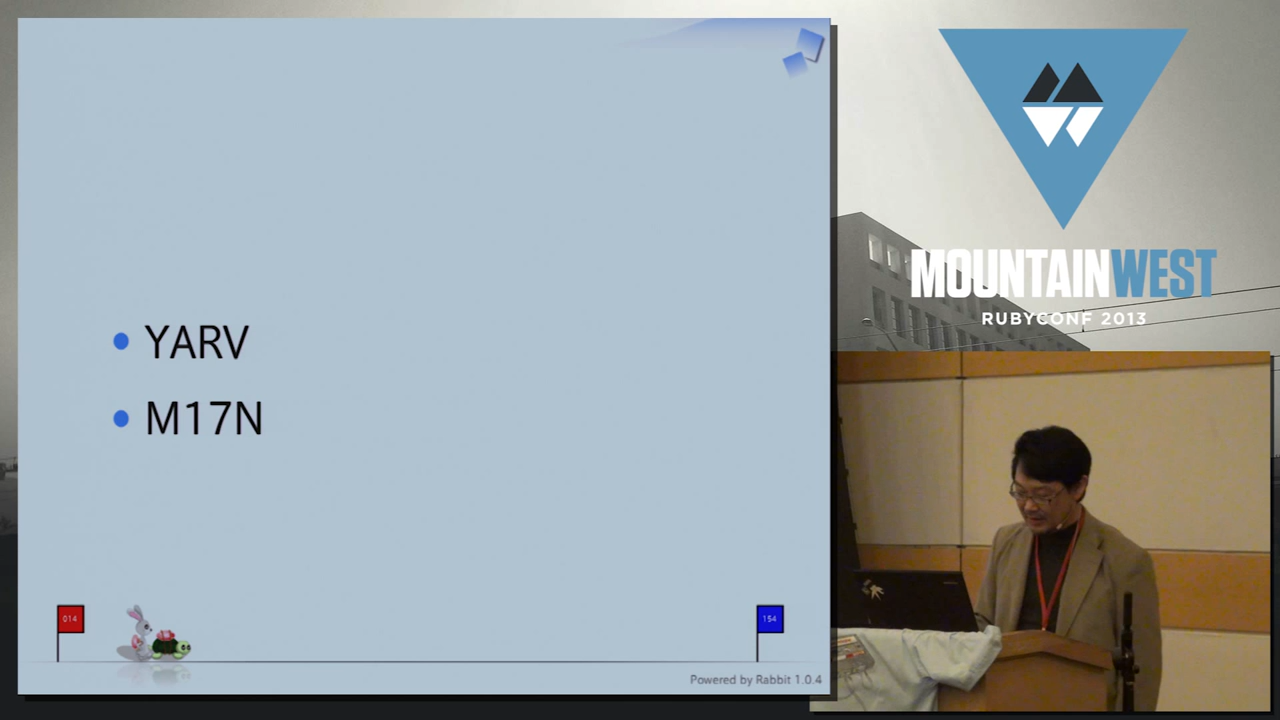 YARV
M17N
014
154
Powered by Rabbit 1.0.4
MOUNTAINWEST
RUBYCONF 2013